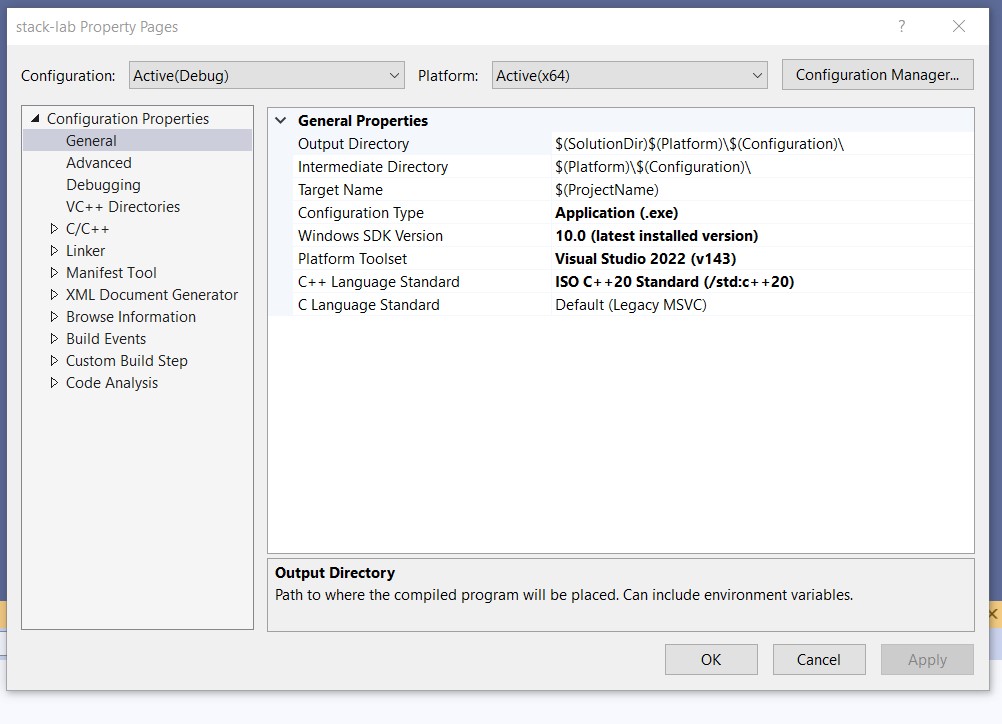 stack-lab Property Pages
?
Configuration: Active(Debug) Platform: Active(x64) Configuration Manager...
Configuration Properties
General
Advanced
Debugging
VC++ Directories
C/C++
Linker
Manifest Tool
XML Document Generator
Browse Information
Build Events
Custom Build Step
Code Analysis
General Properties
Output Directory $(SolutionDir)$(Platform)\$(Configuration)\
Intermediate Directory $(Platform)\$(Configuration)\
Target Name $(ProjectName)
Configuration Type Application (.exe)
Windows SDK Version 10.0 (latest installed version)
Platform Toolset Visual Studio 2022 (v143)
C++ Language Standard ISO C++20 Standard (/std:c++20)
C Language Standard Default (Legacy MSVC)
Output Directory
Path to where the compiled program will be placed. Can include environment variables.
OK Cancel Apply